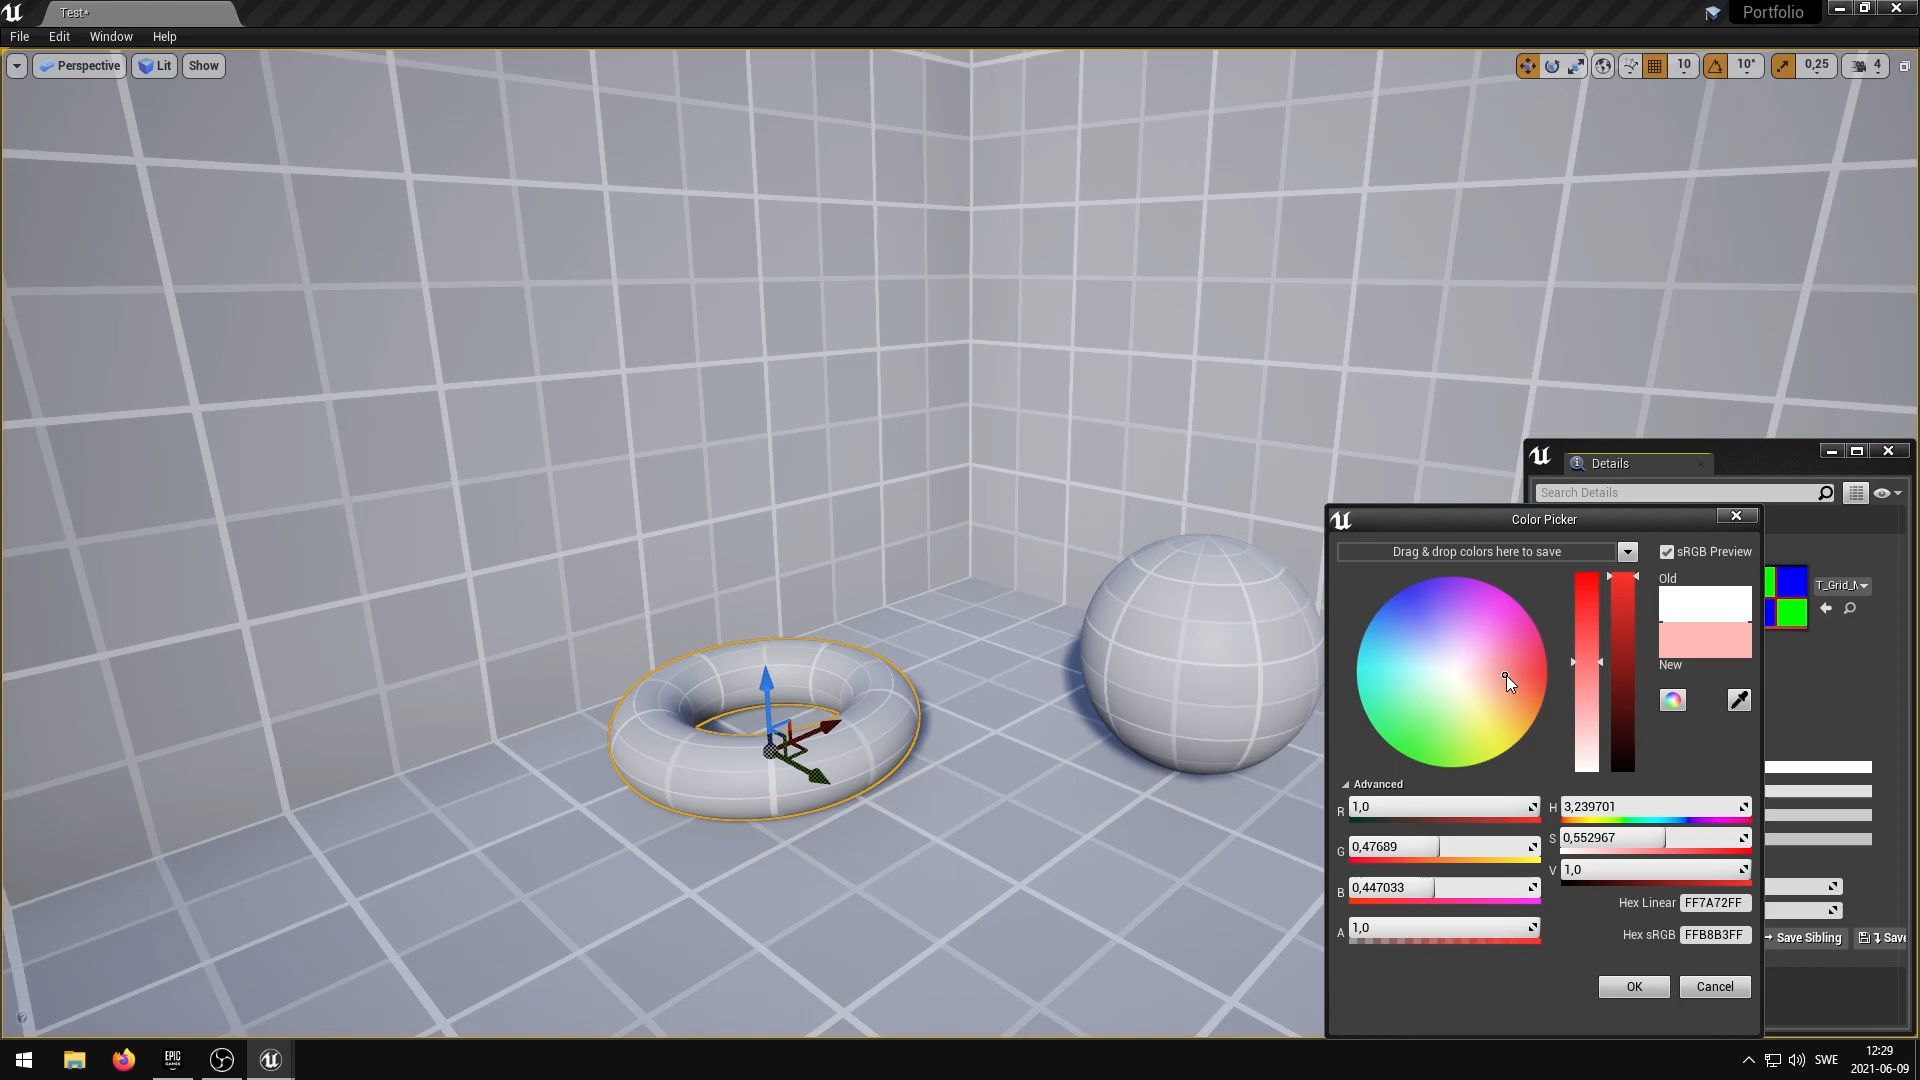 Test*
Portfolio
File Edit Window Help
Perspective Lit Show
10 10° 0,25 4
Details
Search Details
Color Picker
Drag & drop colors here to save
sRGB Preview
Old
T_Grid_M
New
Advanced
R 1,0 H 3,239701
G 0,47689 S 0,552967
V 1,0
B 0,447033
Hex Linear FF7A72FF
A 1,0
Hex sRGB FFB8B3FF
Save Sibling Save
OK Cancel
EPIC GAMES
SWE
12:29
2021-06-09